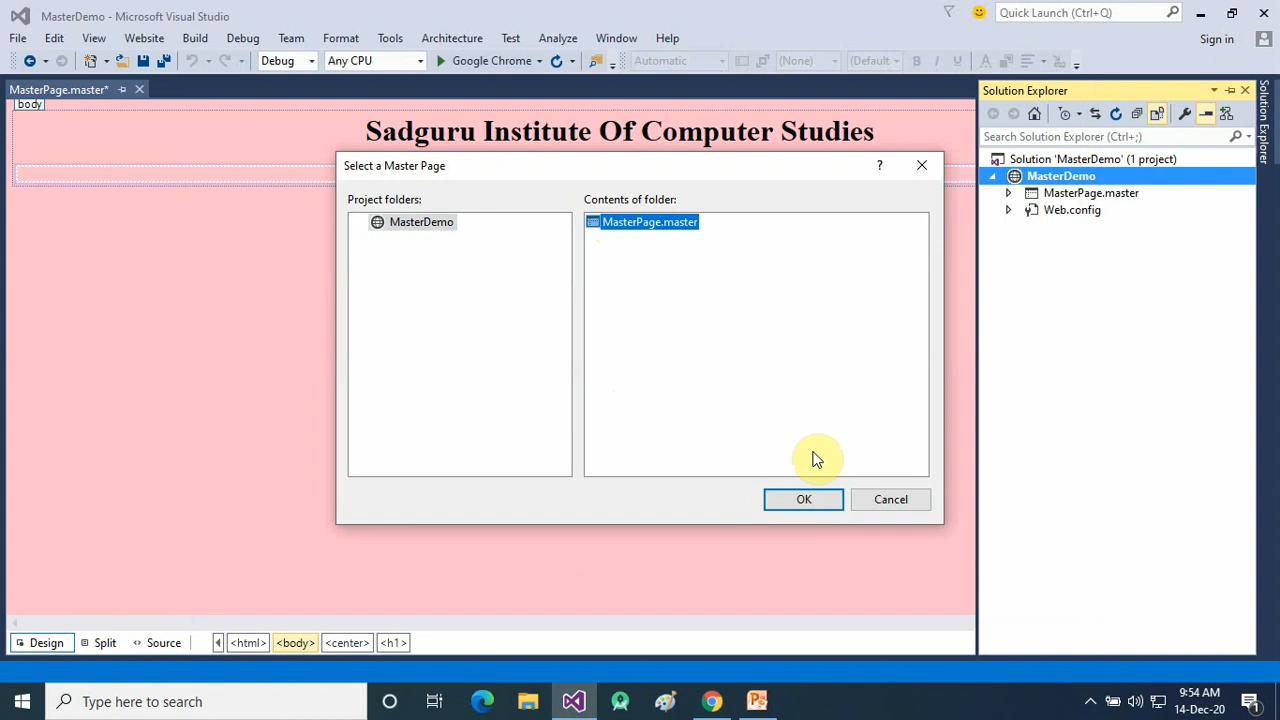 MasterDemo - Microsoft Visual Studio
Quick Launch (Ctrl+Q)
File Edit View Website Build Debug Team Format Tools Architecture Test Analyze Window Help
Sign in
Debug Any CPU Google Chrome Automatic (None) (Default B I U A
MasterPage.master*
body
Sadguru Institute Of Computer Studies
Select a Master Page
?
Project folders:
Contents of folder:
MasterDemo
MasterPage.master
OK
Cancel
Solution Explorer
Search Solution Explorer (Ctrl+;)
Solution 'MasterDemo' (1 project)
MasterDemo
MasterPage.master
Web.config
Solution Explorer
Design Split Source <html> <body> <center> <h1>
Type here to search
9:54 AM
14-Dec-20
1